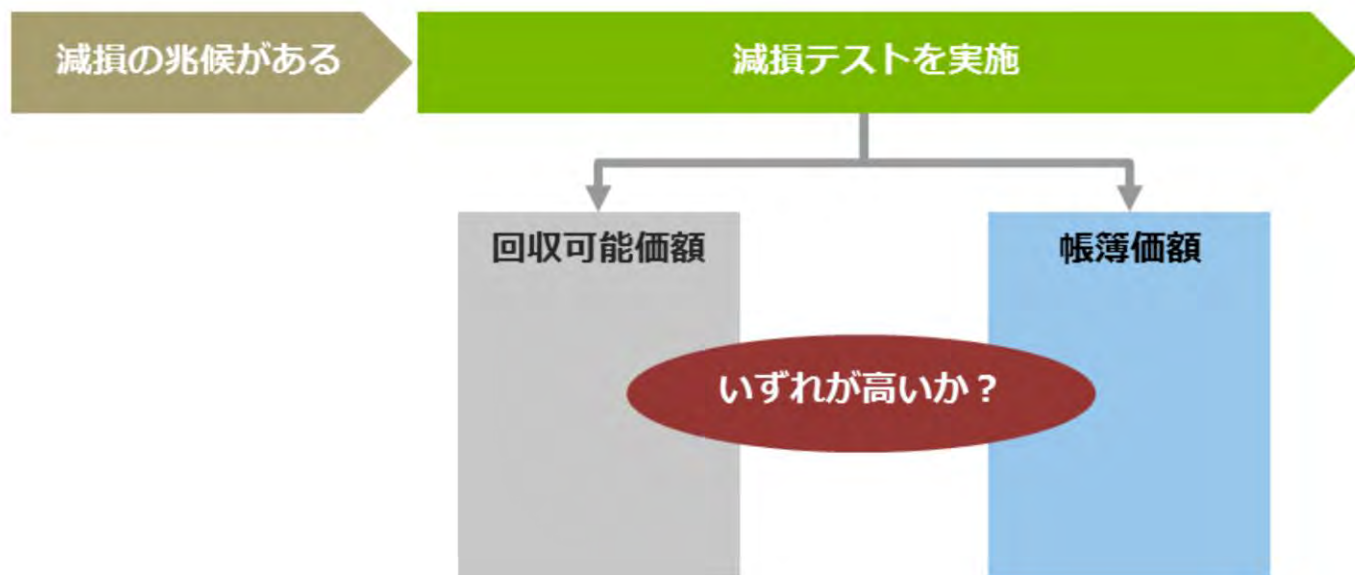 減損の兆候がある
減損テストを実施
回収可能価額
帳簿価額
いずれが高いか？